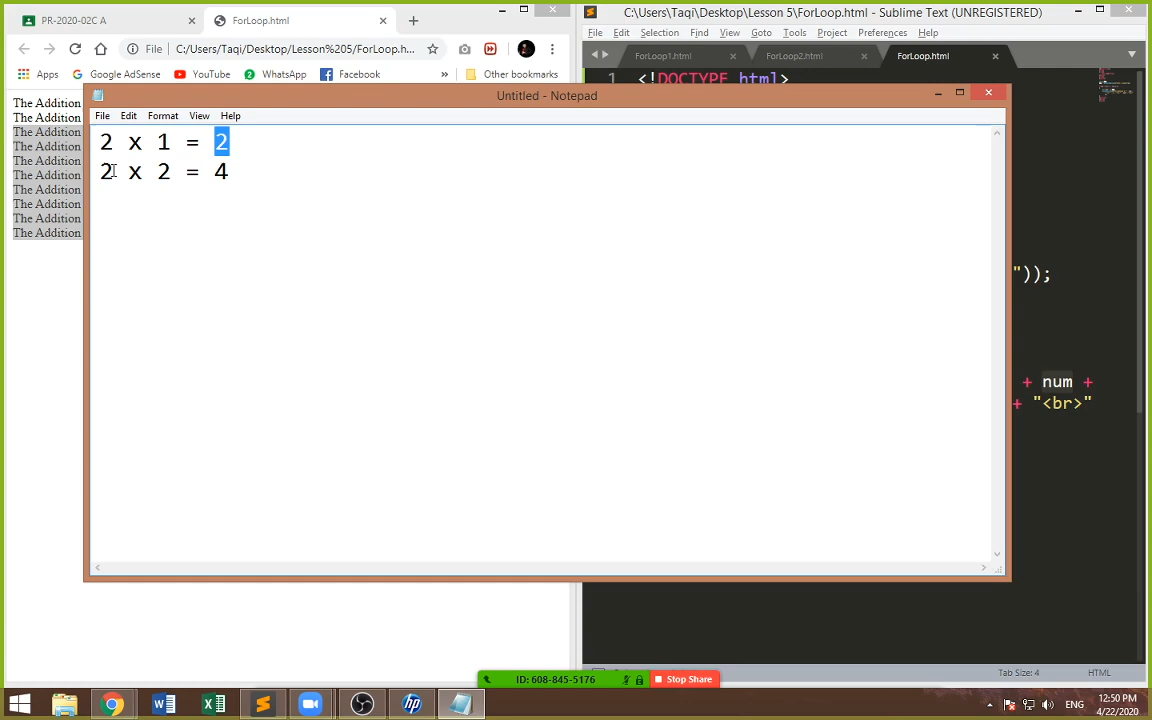 PR-2020-02C A
ForLoop.html
File
C:/Users/Taqi/Desktop/Lesson%205/ForLoop.h...
Apps
Google AdSense
YouTube
2
WhatsApp
Facebook
»
Other bookmarks
The Addition
The Addition
The Addition
The Addition
The Addition
The Addition
The Addition
The Addition
The Addition
The Addition
C:\Users\Taqi\Desktop\Lesson 5\ForLoop.html - Sublime Text (UNREGISTERED)
File Edit Selection Find View Goto Tools Project Preferences Help
ForLoop1.html
ForLoop2.html
ForLoop.html
1 <!DOCTYPE html>
"));
+ num +
+ "<br>"
Tab Size: 4
HTML
Untitled - Notepad
File Edit Format View Help
2 x 1 = 2
2 x 2 = 4
ID: 608-845-5176
Stop Share
ENG
12:50 PM
4/22/2020